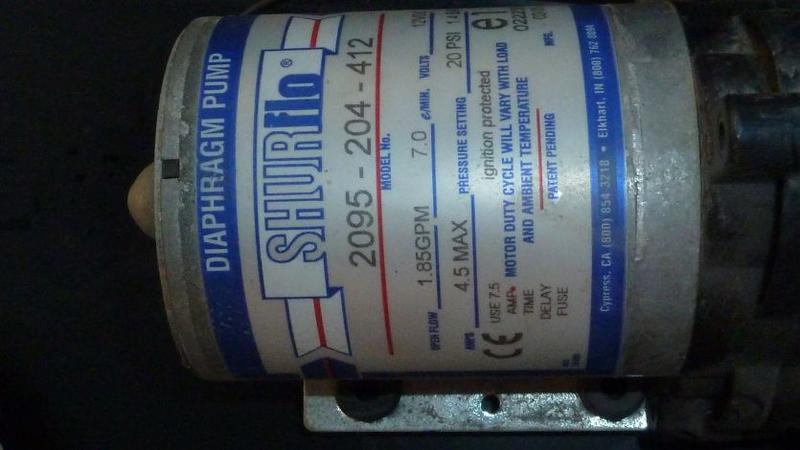 DIAPHRAGM PUMP
SHURflo®
2095 - 204 - 412
MODEL No.
1.85GPM 7.0
OPEN FLOW ℓ/MIN. VOLTS
4.5 MAX 20 PSI
AMPS PRESSURE SETTING
CE USE 7.5 AMP TIME DELAY FUSE
ignition protected
MOTOR DUTY CYCLE WILL VARY WITH LOAD
AND AMBIENT TEMPERATURE
MFG.
PATENT PENDING
Cypress, CA (800) 854 3218 • Elkhart, IN (800) 762 8094